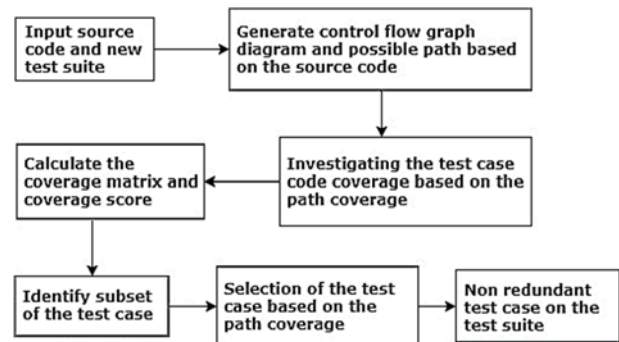 Input source
code and new
test suite
Generate control flow graph
diagram and possible path based
on the source code
Calculate the
coverage matrix and
coverage score
Investigating the test case
code coverage based on the
path coverage
Identify subset
of the test case
Selection of the test
case based on the
path coverage
Non redundant
test case on the
test suite